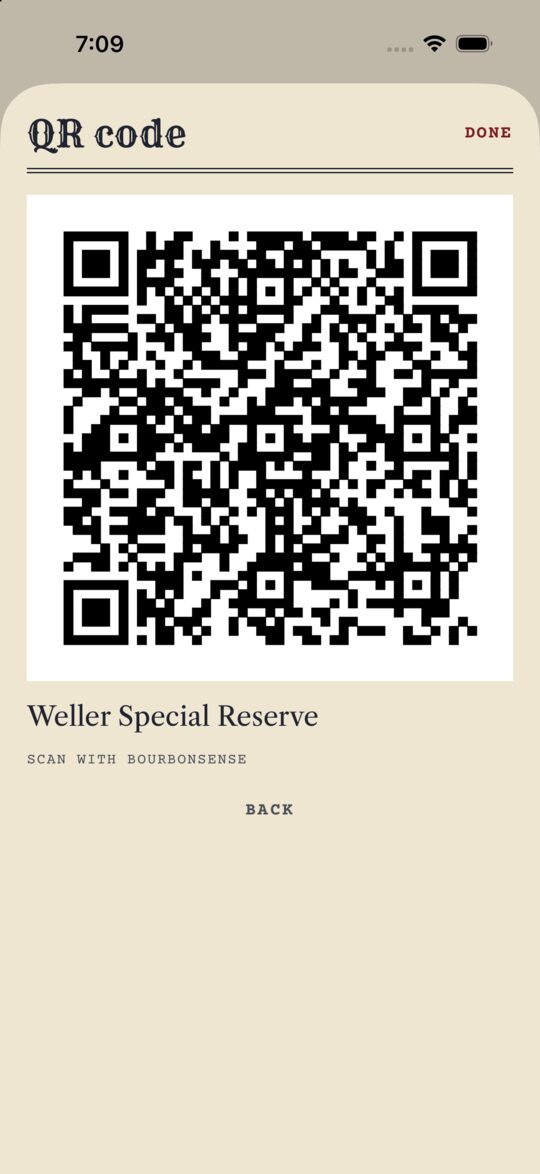 7:09
QR code
DONE
Weller Special Reserve
SCAN WITH BOURBONSENSE
BACK